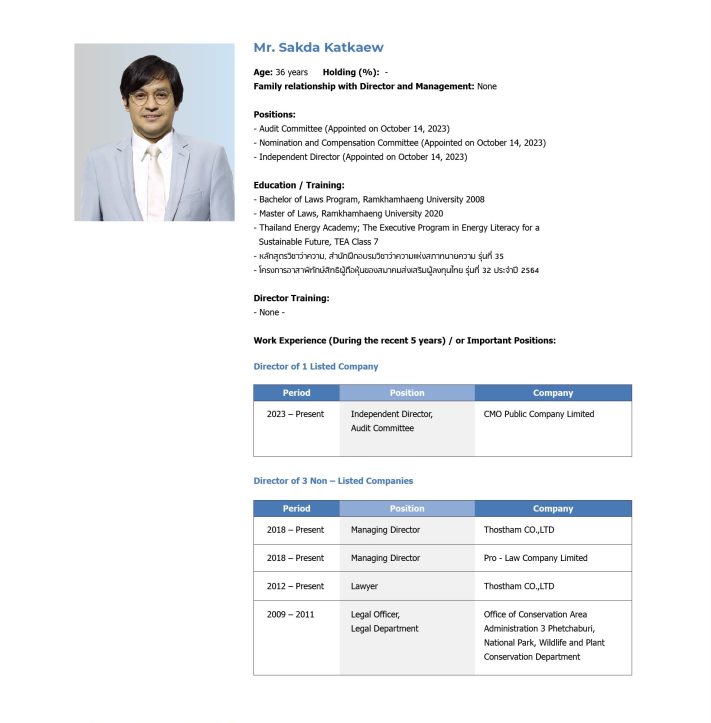 Mr. Sakda Katkaew
Age: 36 years Holding (%): -
Family relationship with Director and Management: None
Positions:
- Audit Committee (Appointed on October 14, 2023)
- Nomination and Compensation Committee (Appointed on October 14, 2023)
- Independent Director (Appointed on October 14, 2023)
Education / Training:
- Bachelor of Laws Program, Ramkhamhaeng University 2008
- Master of Laws, Ramkhamhaeng University 2020
- Thailand Energy Academy; The Executive Program in Energy Literacy for a
Sustainable Future, TEA Class 7
- หลักสูตรวิชาว่าความ, สำนักฝึกอบรมวิชาว่าความแห่งสภาทนายความ รุ่นที่ 35
- โครงการอาสาพิทักษ์สิทธิผู้ถือหุ้นของสมาคมส่งเสริมผู้ลงทุนไทย รุ่นที่ 32 ประจำปี 2564
Director Training:
- None -
Work Experience (During the recent 5 years) / or Important Positions:
Director of 1 Listed Company
Period Position Company
2023 – Present Independent Director, CMO Public Company Limited
Audit Committee
Director of 3 Non – Listed Companies
Period Position Company
2018 – Present Managing Director Thostham CO.,LTD
2018 – Present Managing Director Pro - Law Company Limited
2012 – Present Lawyer Thostham CO.,LTD
2009 – 2011 Legal Officer, Office of Conservation Area
Legal Department Administration 3 Phetchaburi,
National Park, Wildlife and Plant
Conservation Department